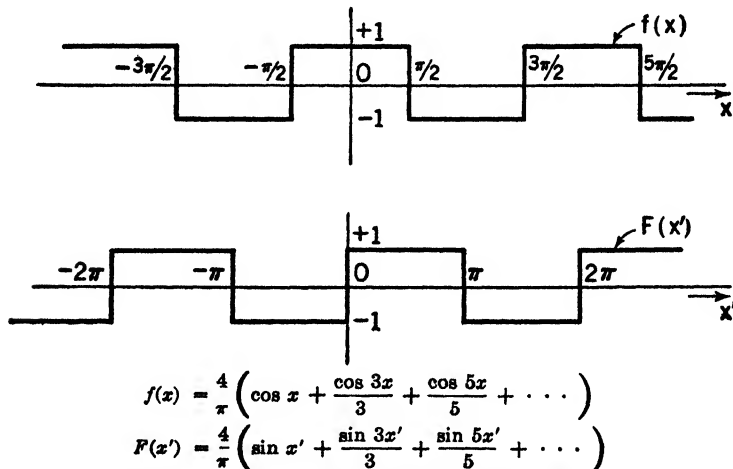 +1 f(x)
−3π/2 −π/2 0 π/2 3π/2 5π/2
−1 x
+1 F(x')
−2π −π 0 π 2π
−1 x'
f(x) = 4/π ( cos x + cos 3x/3 + cos 5x/5 + · · · )
F(x') = 4/π ( sin x' + sin 3x'/3 + sin 5x'/5 + · · · )